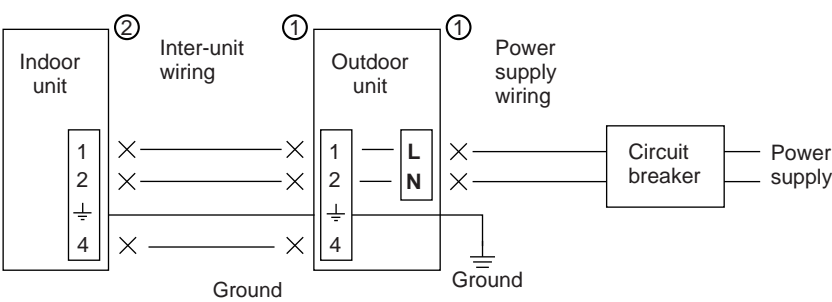 ② ① ①
Indoor
unit
Inter-unit
wiring
Outdoor
unit
Power
supply
wiring
1 1 L
2 2 N
4 4
Circuit
breaker
Power
supply
Ground
Ground